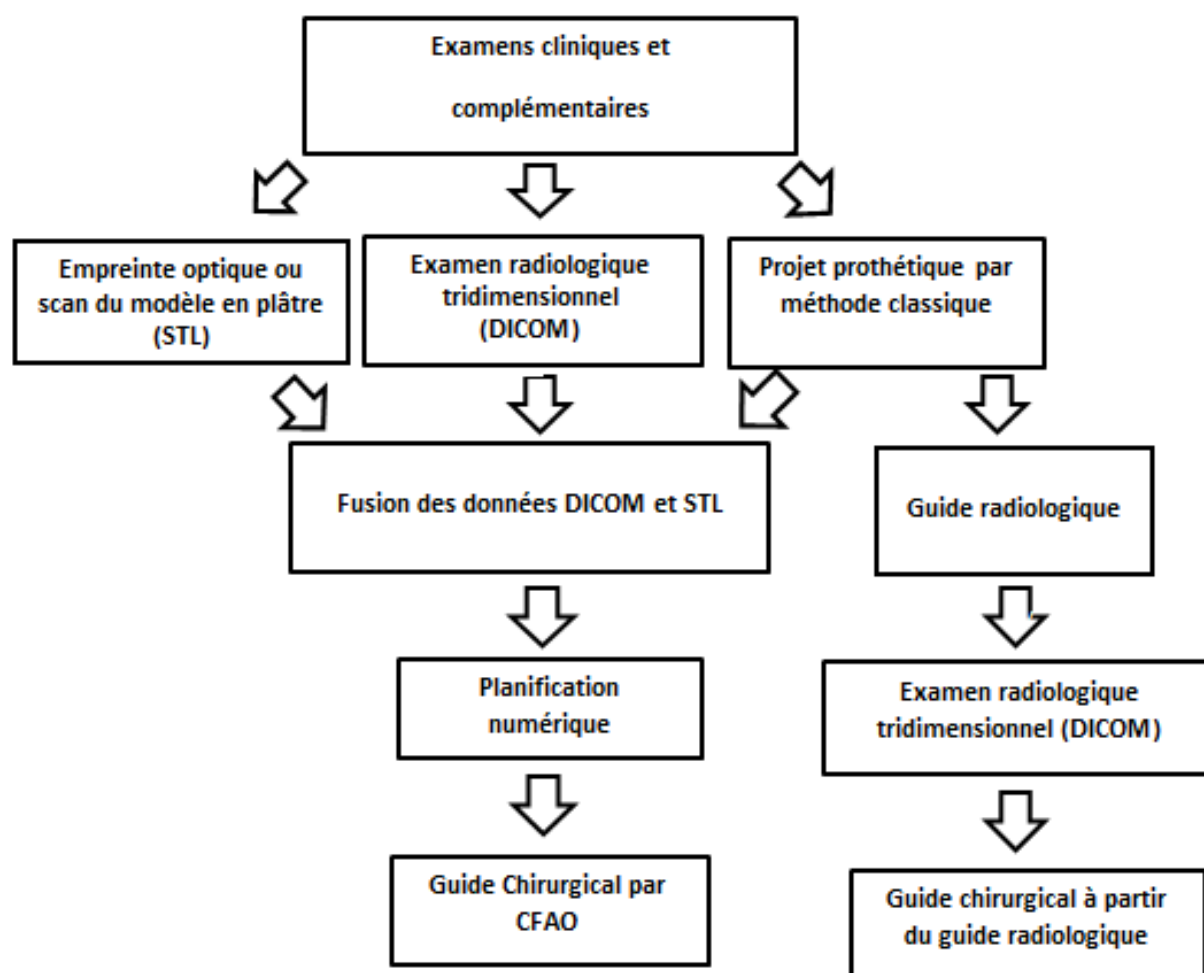 Examens cliniques et
complémentaires
Empreinte optique ou
scan du modèle en plâtre
(STL)
Examen radiologique
tridimensionnel
(DICOM)
Projet prothétique par
méthode classique
Fusion des données DICOM et STL
Guide radiologique
Planification
numérique
Examen radiologique
tridimensionnel (DICOM)
Guide Chirurgical par
CFAO
Guide chirurgical à partir
du guide radiologique